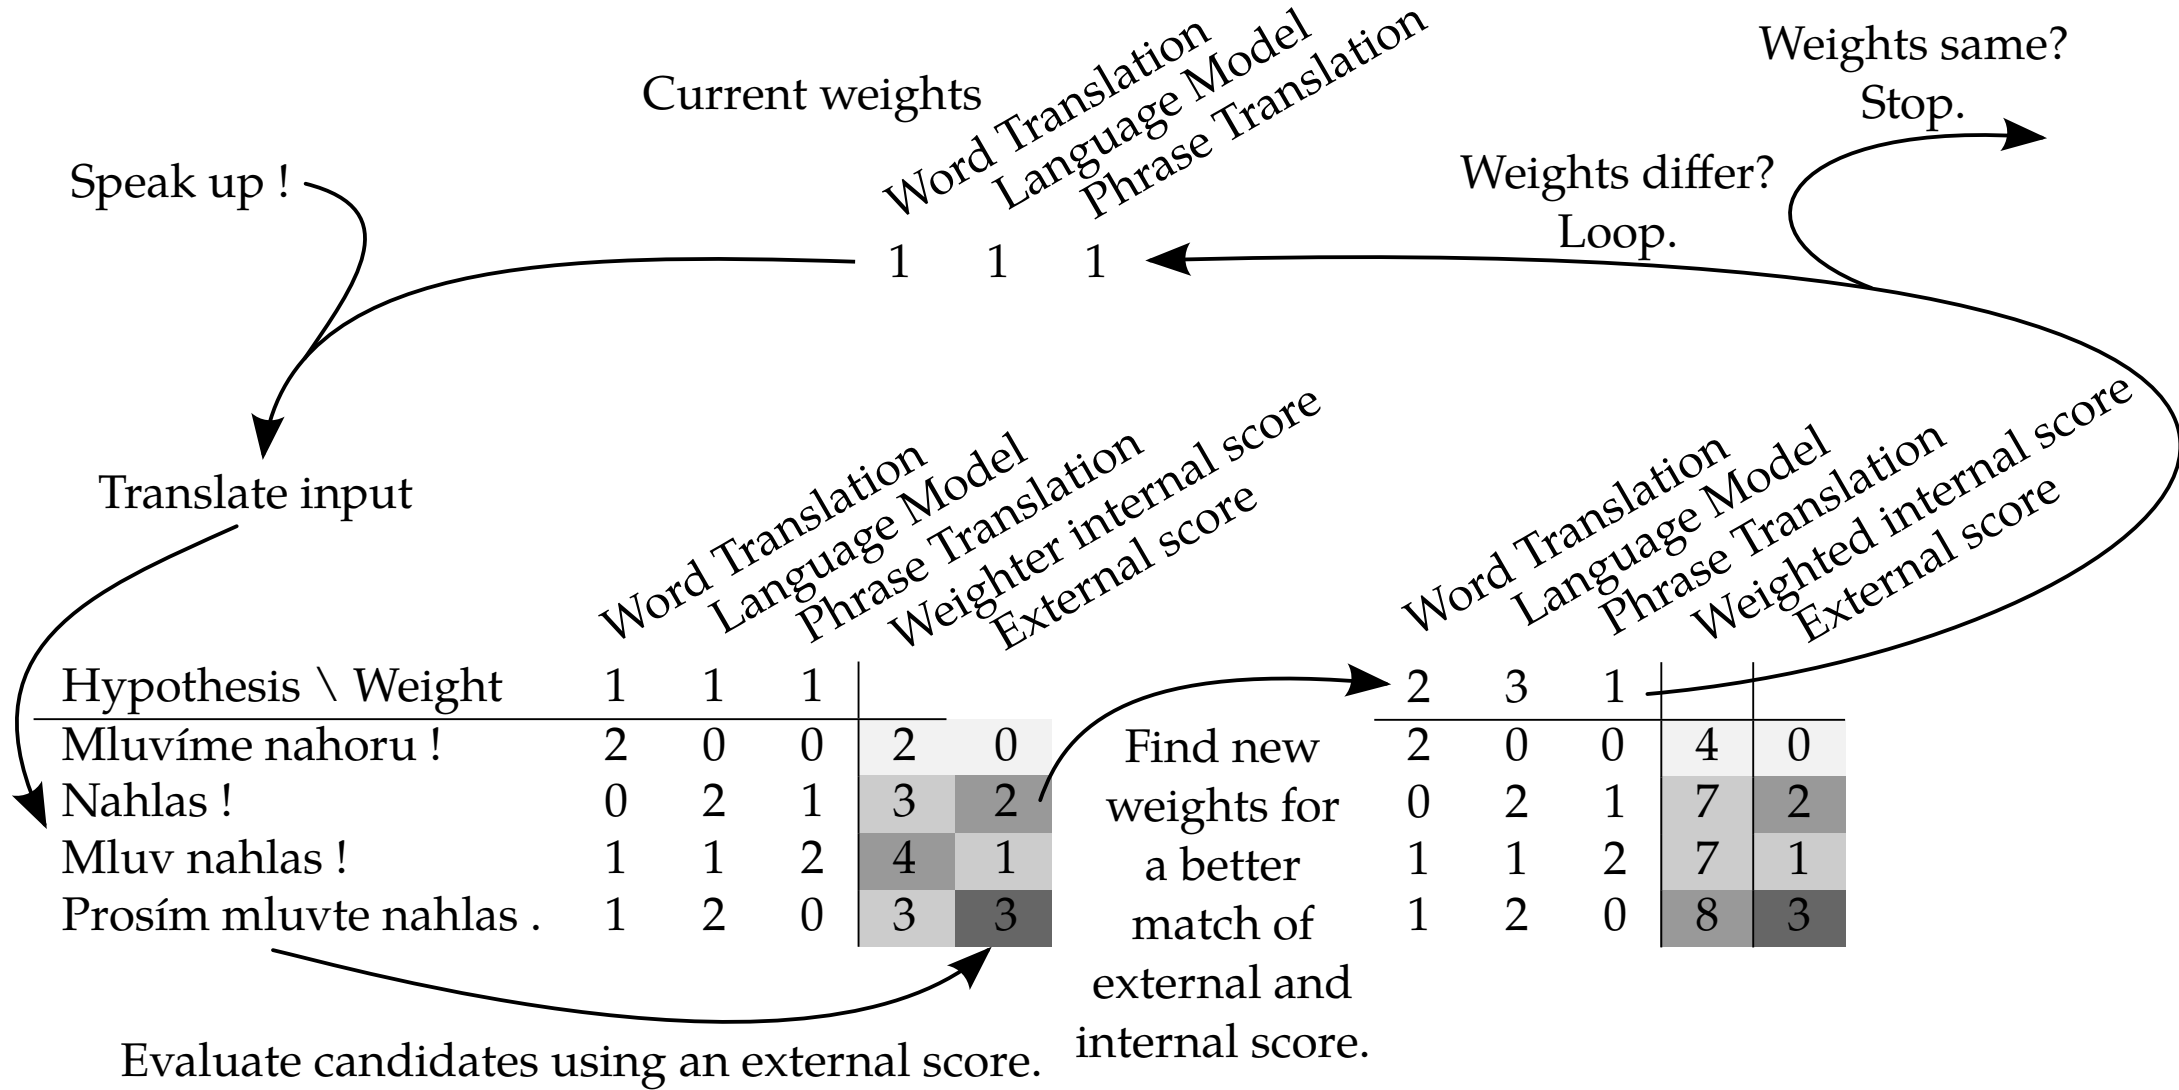 Current weights
Word Translation
Language Model
Phrase Translation
1 1 1
Weights same?
Stop.
Weights differ?
Loop.
Speak up !
Translate input
Word Translation
Language Model
Phrase Translation
Weighter internal score
External score
Hypothesis \ Weight 1 1 1
Mluvíme nahoru ! 2 0 0 2 0
Nahlas ! 0 2 1 3 2
Mluv nahlas ! 1 1 2 4 1
Prosím mluvte nahlas . 1 2 0 3 3
Evaluate candidates using an external score.
Find new
weights for
a better
match of
external and
internal score.
Word Translation
Language Model
Phrase Translation
Weighted internal score
External score
2 3 1
2 0 0 4 0
0 2 1 7 2
1 1 2 7 1
1 2 0 8 3